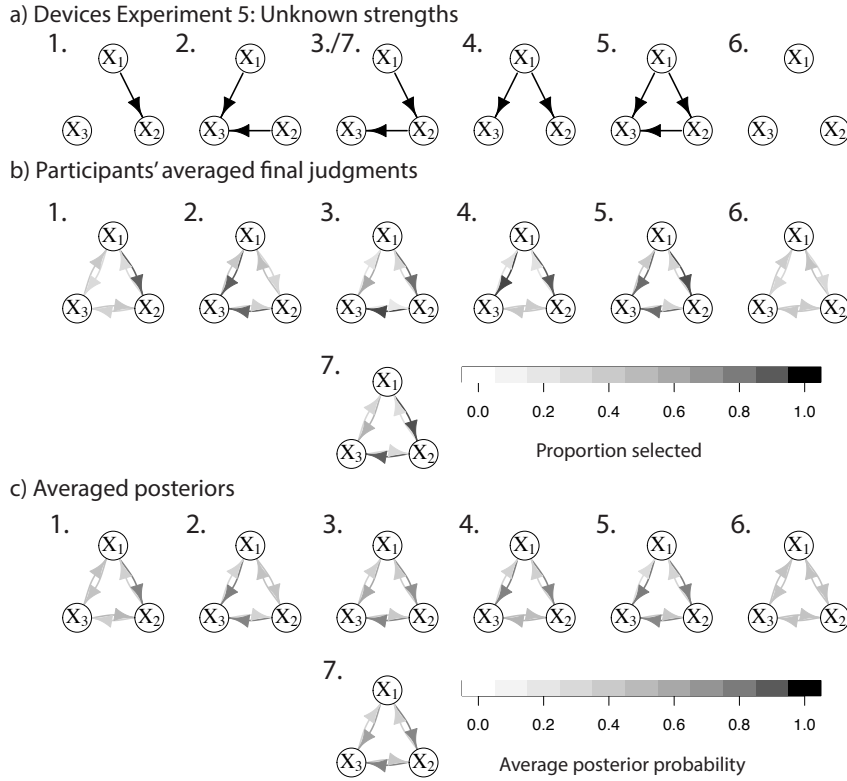 a) Devices Experiment 5: Unknown strengths
1. 2. 3./7. 4. 5. 6.
X1 X1 X1 X1 X1 X1
X3 X2 X3 X2 X3 X2 X3 X2 X3 X2 X3 X2
b) Participants' averaged final judgments
1. 2. 3. 4. 5. 6.
X1 X1 X1 X1 X1 X1
X3 X2 X3 X2 X3 X2 X3 X2 X3 X2 X3 X2
7.
X1
X3 X2
0.0 0.2 0.4 0.6 0.8 1.0
Proportion selected
c) Averaged posteriors
1. 2. 3. 4. 5. 6.
X1 X1 X1 X1 X1 X1
X3 X2 X3 X2 X3 X2 X3 X2 X3 X2 X3 X2
7.
X1
X3 X2
0.0 0.2 0.4 0.6 0.8 1.0
Average posterior probability